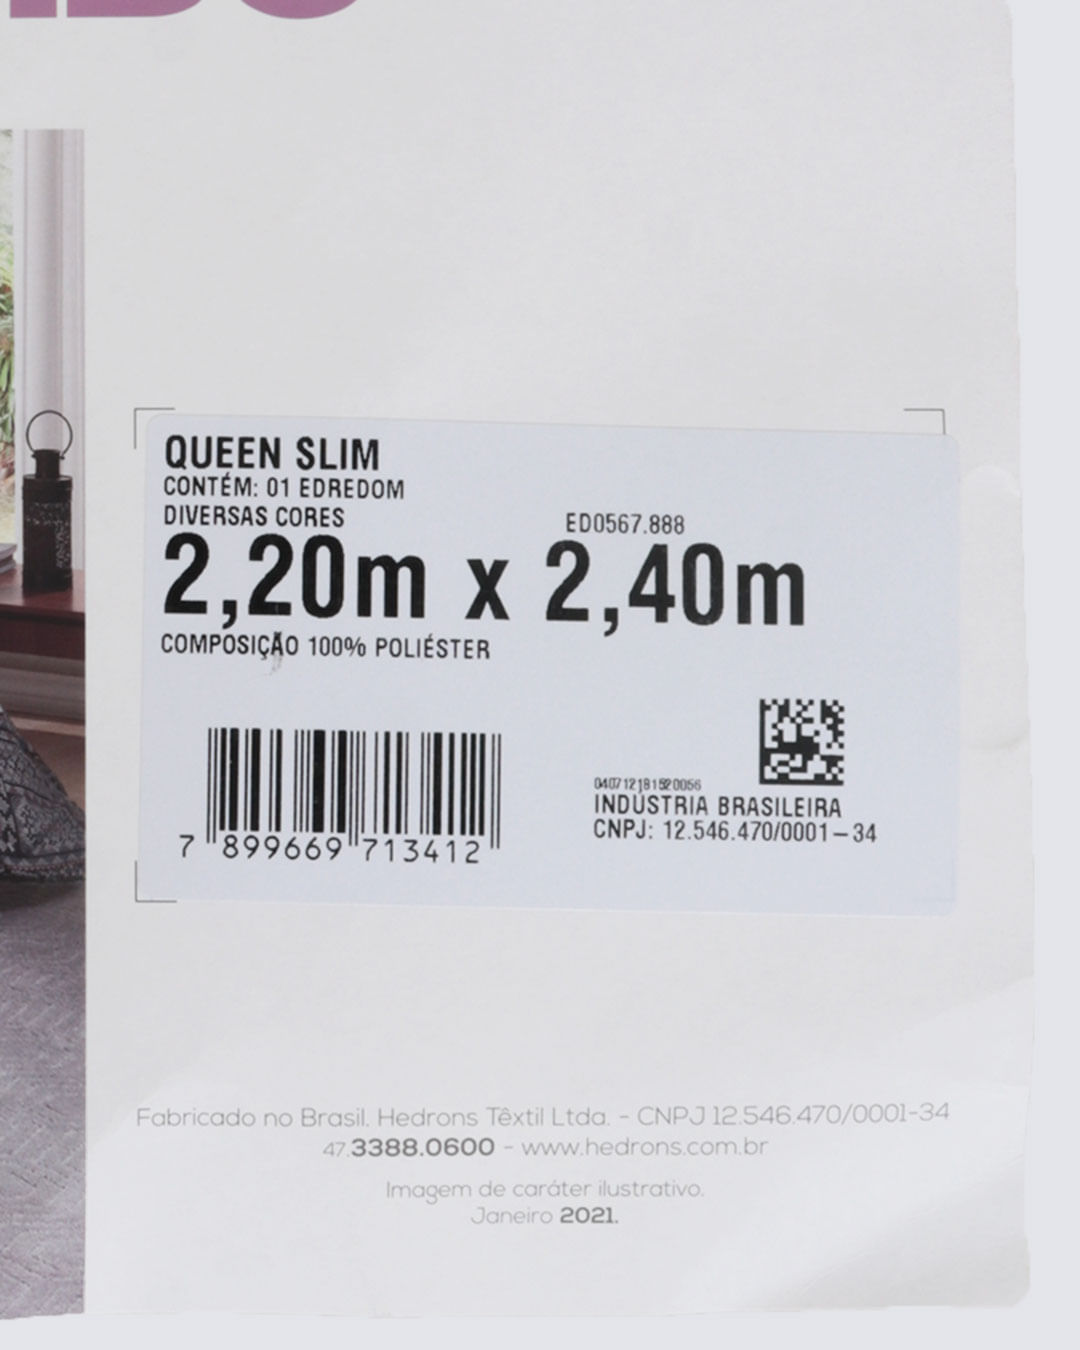 QUEEN SLIM
CONTÉM: 01 EDREDOM
DIVERSAS CORES
ED0567.888
2,20m x 2,40m
COMPOSIÇÃO 100% POLIÉSTER
7 899669 713412
INDÚSTRIA BRASILEIRA
CNPJ: 12.546.470/0001-34
Fabricado no Brasil. Hedrons Têxtil Ltda. - CNPJ 12.546.470/0001-34
47.3388.0600 - www.hedrons.com.br
Imagem de caráter ilustrativo.
Janeiro 2021.